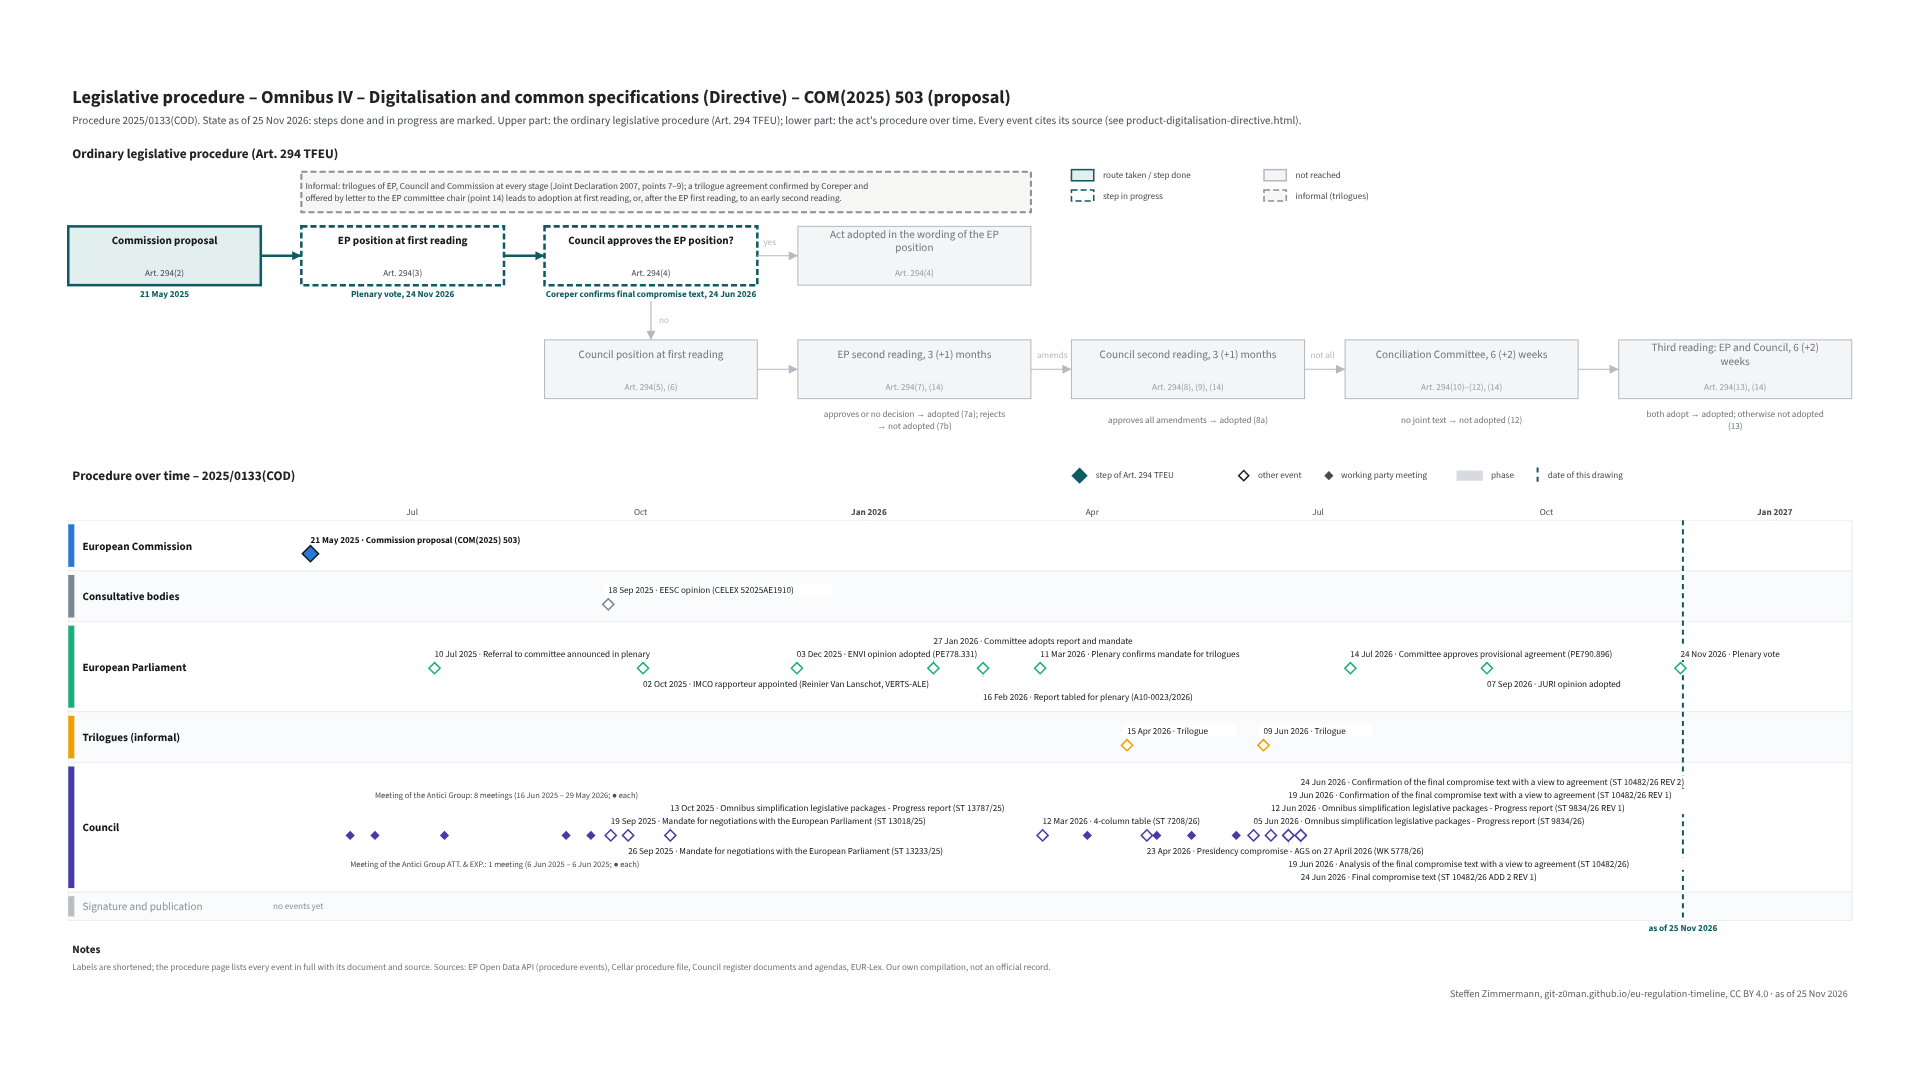 Legislative procedure – Omnibus IV – Digitalisation and common specifications (Directive) – COM(2025) 503 (proposal)
Procedure 2025/0133(COD). State as of 25 Nov 2026: steps done and in progress are marked. Upper part: the ordinary legislative procedure (Art. 294 TFEU); lower part: the act's procedure over time. Every event cites its source (see product-digitalisation-directive.html).
Ordinary legislative procedure (Art. 294 TFEU)
Informal: trilogues of EP, Council and Commission at every stage (Joint Declaration 2007, points 7–9); a trilogue agreement confirmed by Coreper and
offered by letter to the EP committee chair (point 14) leads to adoption at first reading, or, after the EP first reading, to an early second reading.
route taken / step done
not reached
step in progress
informal (trilogues)
Commission proposal
Art. 294(2)
21 May 2025
EP position at first reading
Art. 294(3)
Plenary vote, 24 Nov 2026
Council approves the EP position?
Art. 294(4)
Coreper confirms final compromise text, 24 Jun 2026
yes
Act adopted in the wording of the EP
position
Art. 294(4)
no
Council position at first reading
Art. 294(5), (6)
EP second reading, 3 (+1) months
Art. 294(7), (14)
approves or no decision → adopted (7a); rejects
→ not adopted (7b)
amends
Council second reading, 3 (+1) months
Art. 294(8), (9), (14)
approves all amendments → adopted (8a)
not all
Conciliation Committee, 6 (+2) weeks
Art. 294(10)–(12), (14)
no joint text → not adopted (12)
Third reading: EP and Council, 6 (+2)
weeks
Art. 294(13), (14)
both adopt → adopted; otherwise not adopted
(13)
Procedure over time – 2025/0133(COD)
step of Art. 294 TFEU
other event
working party meeting
phase
date of this drawing
Jul
Oct
Jan 2026
Apr
Jul
Oct
Jan 2027
European Commission
21 May 2025 · Commission proposal (COM(2025) 503)
Consultative bodies
18 Sep 2025 · EESC opinion (CELEX 52025AE1910)
European Parliament
27 Jan 2026 · Committee adopts report and mandate
10 Jul 2025 · Referral to committee announced in plenary
03 Dec 2025 · ENVI opinion adopted (PE778.331)
11 Mar 2026 · Plenary confirms mandate for trilogues
14 Jul 2026 · Committee approves provisional agreement (PE790.896)
24 Nov 2026 · Plenary vote
02 Oct 2025 · IMCO rapporteur appointed (Reinier Van Lanschot, VERTS-ALE)
07 Sep 2026 · JURI opinion adopted
16 Feb 2026 · Report tabled for plenary (A10-0023/2026)
Trilogues (informal)
15 Apr 2026 · Trilogue
09 Jun 2026 · Trilogue
Council
24 Jun 2026 · Confirmation of the final compromise text with a view to agreement (ST 10482/26 REV 2)
Meeting of the Antici Group: 8 meetings (16 Jun 2025 – 29 May 2026; ● each)
19 Jun 2026 · Confirmation of the final compromise text with a view to agreement (ST 10482/26 REV 1)
13 Oct 2025 · Omnibus simplification legislative packages - Progress report (ST 13787/25)
12 Jun 2026 · Omnibus simplification legislative packages - Progress report (ST 9834/26 REV 1)
19 Sep 2025 · Mandate for negotiations with the European Parliament (ST 13018/25)
12 Mar 2026 · 4-column table (ST 7208/26)
05 Jun 2026 · Omnibus simplification legislative packages - Progress report (ST 9834/26)
26 Sep 2025 · Mandate for negotiations with the European Parliament (ST 13233/25)
23 Apr 2026 · Presidency compromise - AGS on 27 April 2026 (WK 5778/26)
Meeting of the Antici Group ATT. & EXP.: 1 meeting (6 Jun 2025 – 6 Jun 2025; ● each)
19 Jun 2026 · Analysis of the final compromise text with a view to agreement (ST 10482/26)
24 Jun 2026 · Final compromise text (ST 10482/26 ADD 2 REV 1)
Signature and publication
no events yet
as of 25 Nov 2026
Notes
Labels are shortened; the procedure page lists every event in full with its document and source. Sources: EP Open Data API (procedure events), Cellar procedure file, Council register documents and agendas, EUR-Lex. Our own compilation, not an official record.
Steffen Zimmermann, git-z0man.github.io/eu-regulation-timeline, CC BY 4.0 · as of 25 Nov 2026